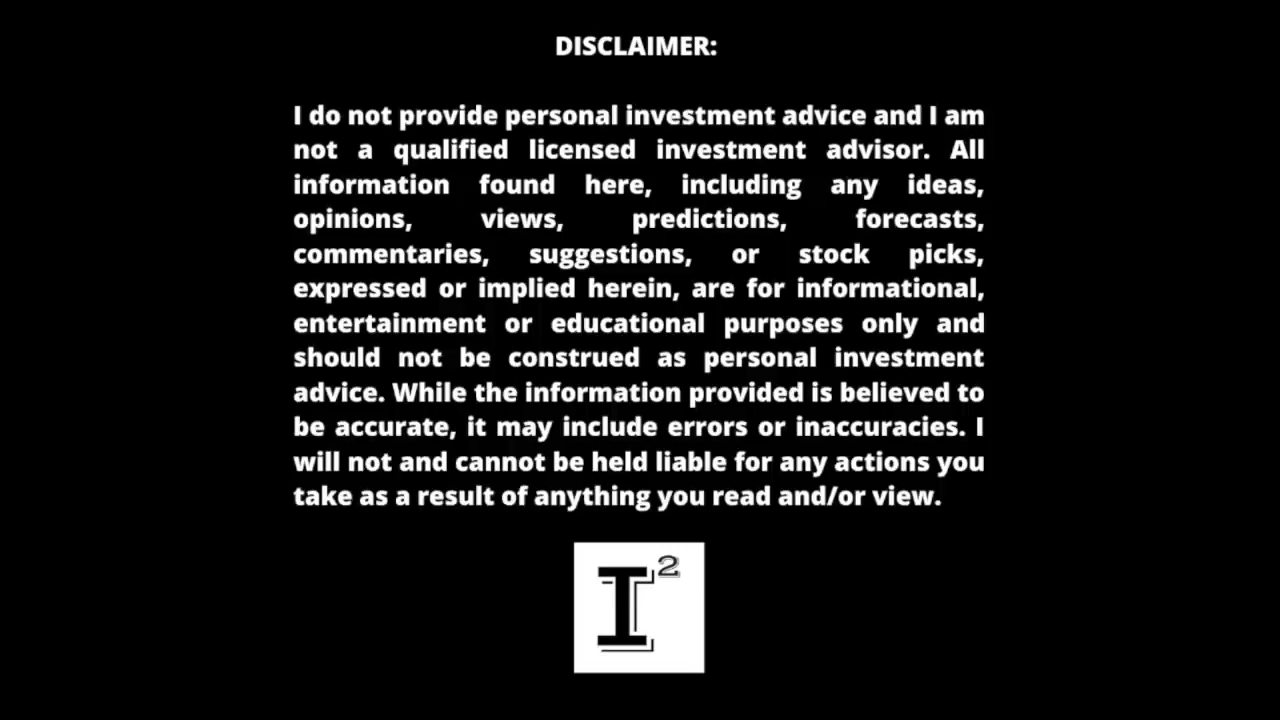 DISCLAIMER:
I do not provide personal investment advice and I am
not a qualified licensed investment advisor. All
information found here, including any ideas,
opinions, views, predictions, forecasts,
commentaries, suggestions, or stock picks,
expressed or implied herein, are for informational,
entertainment or educational purposes only and
should not be construed as personal investment
advice. While the information provided is believed to
be accurate, it may include errors or inaccuracies. I
will not and cannot be held liable for any actions you
take as a result of anything you read and/or view.
I²